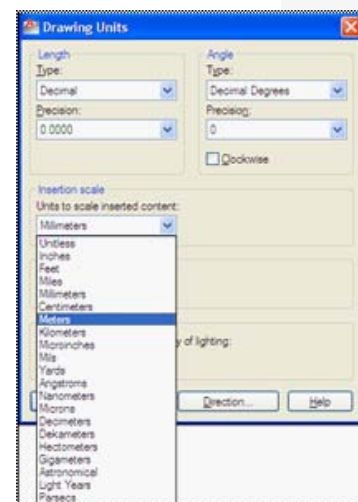 Drawing Units
Length
Type:
Decimal
Precision:
0.0000
Angle
Type:
Decimal Degrees
Precision:
0
Clockwise
Insertion scale
Units to scale inserted content:
Millimeters
Unitless
Inches
Feet
Miles
Millimeters
Centimeters
Meters
Kilometers
Microinches
Mils
Yards
Angstroms
Nanometers
Microns
Decimeters
Dekameters
Hectometers
Gigameters
Astronomical
Light Years
Parsecs
y of lighting:
Direction...
Help